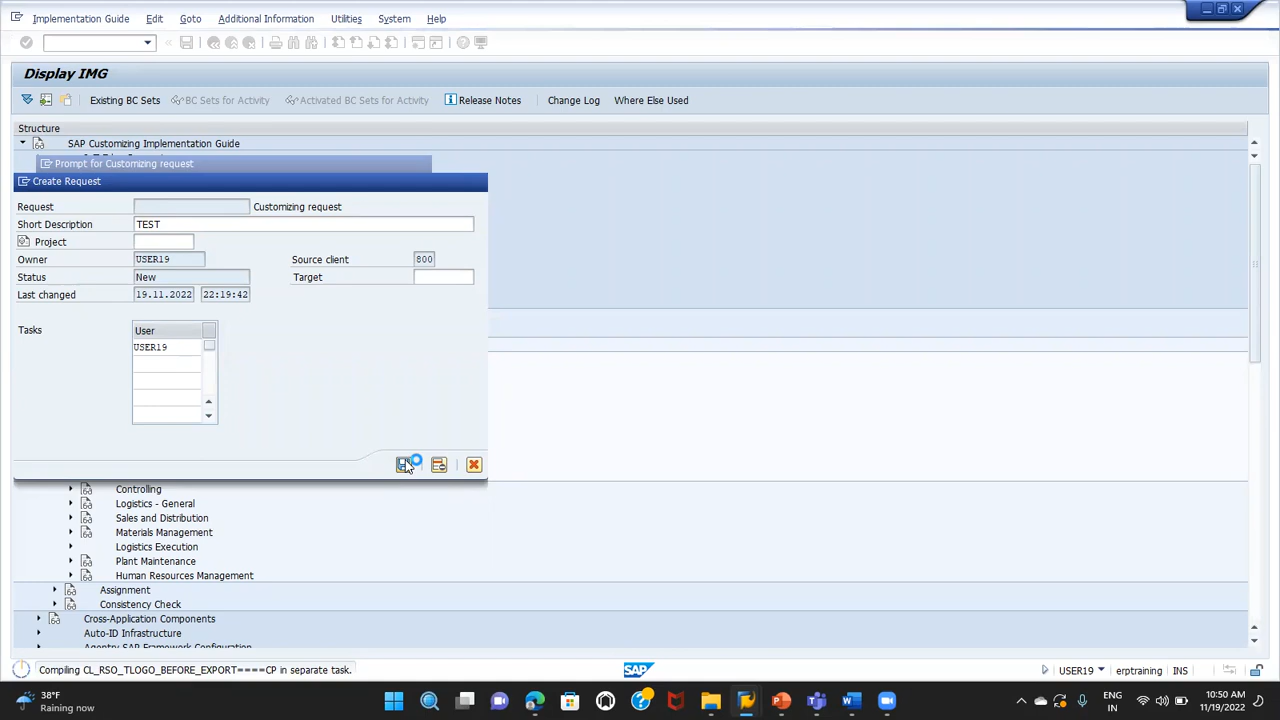 Implementation Guide Edit Goto Additional Information Utilities System Help
Display IMG
Existing BC Sets BC Sets for Activity Activated BC Sets for Activity Release Notes Change Log Where Else Used
Structure
SAP Customizing Implementation Guide
Prompt for Customizing request
Create Request
Request Customizing request
Short Description TEST
Project
Owner USER19 Source client 800
Status New Target
Last changed 19.11.2022 22:19:42
Tasks User
USER19
Controlling
Logistics - General
Sales and Distribution
Materials Management
Logistics Execution
Plant Maintenance
Human Resources Management
Assignment
Consistency Check
Cross-Application Components
Auto-ID Infrastructure
Agentry SAP Framework Configuration
Compiling CL_RSO_TLOGO_BEFORE_EXPORT====CP in separate task. SAP USER19 erptraining INS
38°F
Raining now
ENG
IN
10:50 AM
11/19/2022